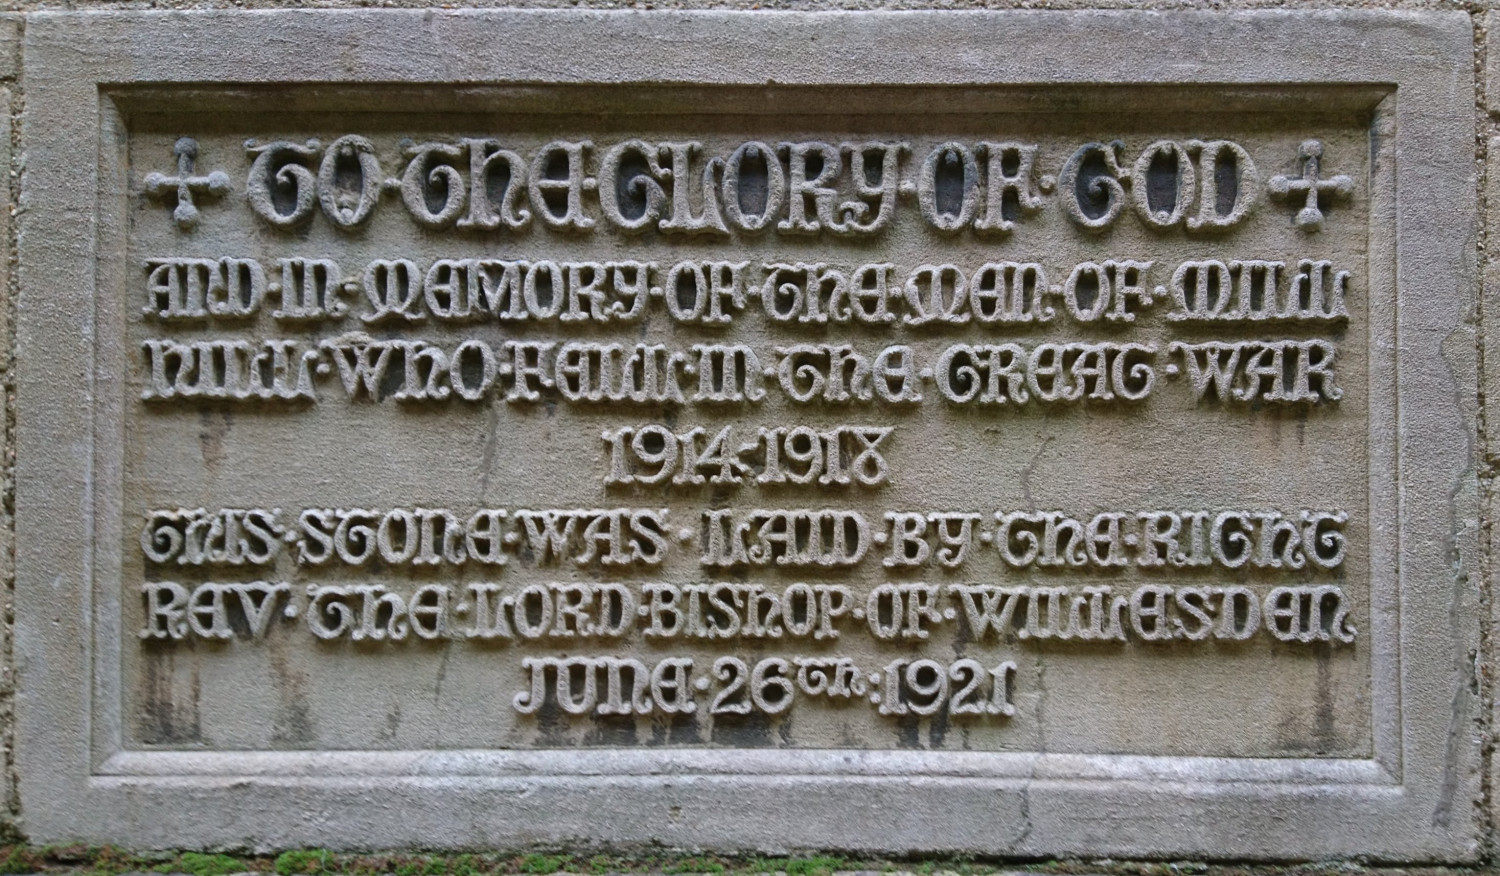 + TO·THE·GLORY·OF·GOD +
AND·IN·MEMORY·OF·THE·MEN·OF·MILL
HILL·WHO·FELL·IN·THE·GREAT·WAR
1914-1918
THIS·STONE·WAS·LAID·BY·THE·RIGHT
REV·THE·LORD·BISHOP·OF·WILLESDEN
JUNE·26TH:1921